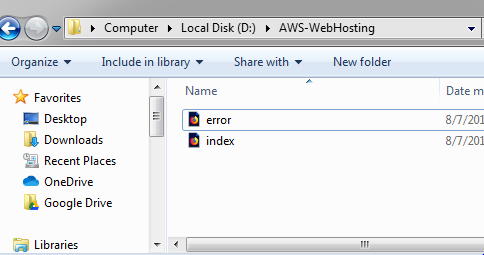 Computer Local Disk (D:) AWS-WebHosting
Organize Include in library Share with New folder
Favorites
Desktop
Downloads
Recent Places
OneDrive
Google Drive
Libraries
Name Date m
error 8/7/201
index 8/7/201